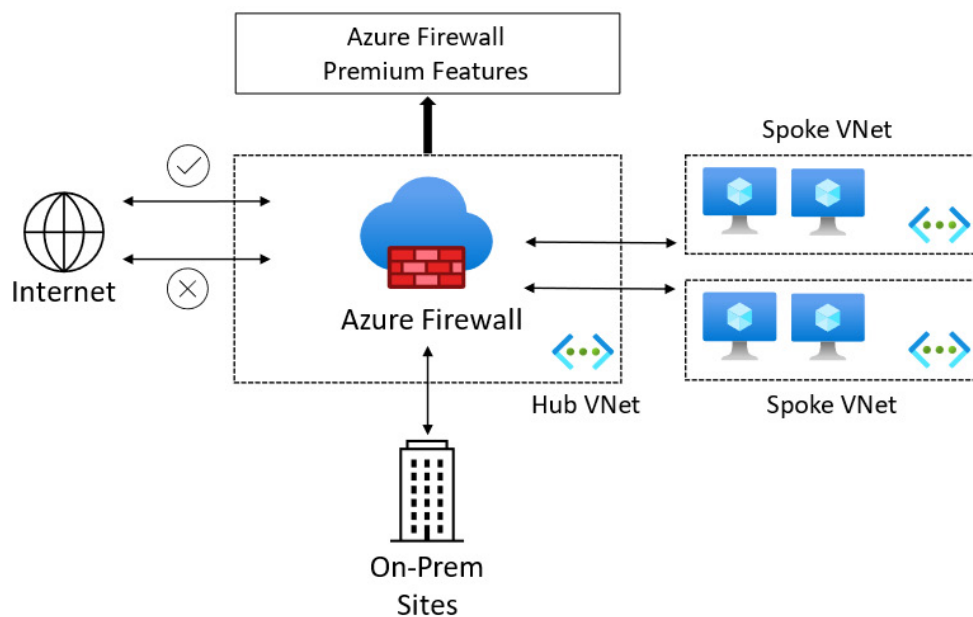 Azure Firewall
Premium Features
Spoke VNet
Internet
Azure Firewall
Hub VNet
Spoke VNet
On-Prem
Sites